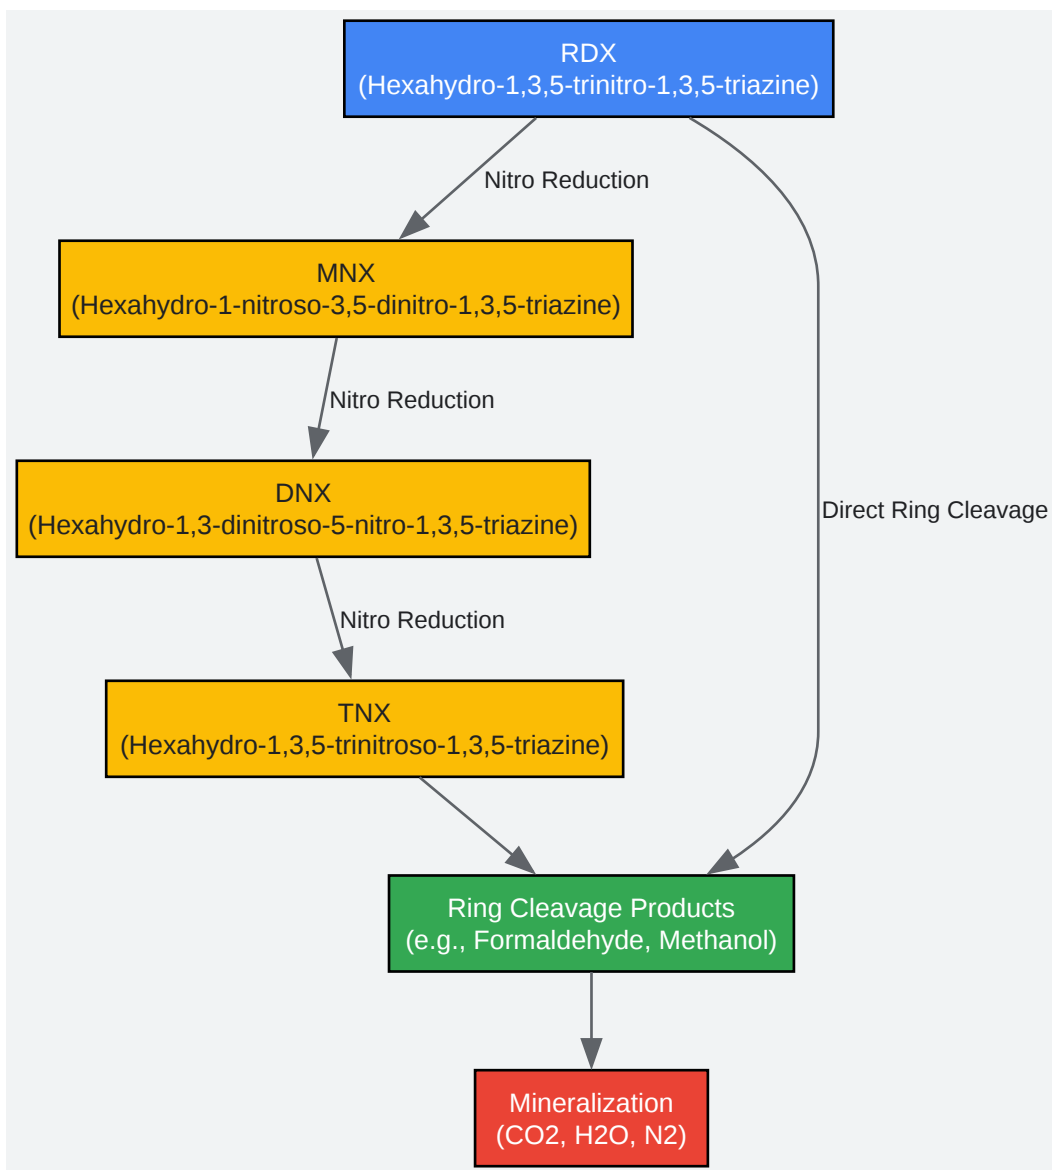 RDX
(Hexahydro-1,3,5-trinitro-1,3,5-triazine)
Nitro Reduction
MNX
(Hexahydro-1-nitroso-3,5-dinitro-1,3,5-triazine)
Nitro Reduction
DNX
(Hexahydro-1,3-dinitroso-5-nitro-1,3,5-triazine)
Direct Ring Cleavage
Nitro Reduction
TNX
(Hexahydro-1,3,5-trinitroso-1,3,5-triazine)
Ring Cleavage Products
(e.g., Formaldehyde, Methanol)
Mineralization
(CO2, H2O, N2)